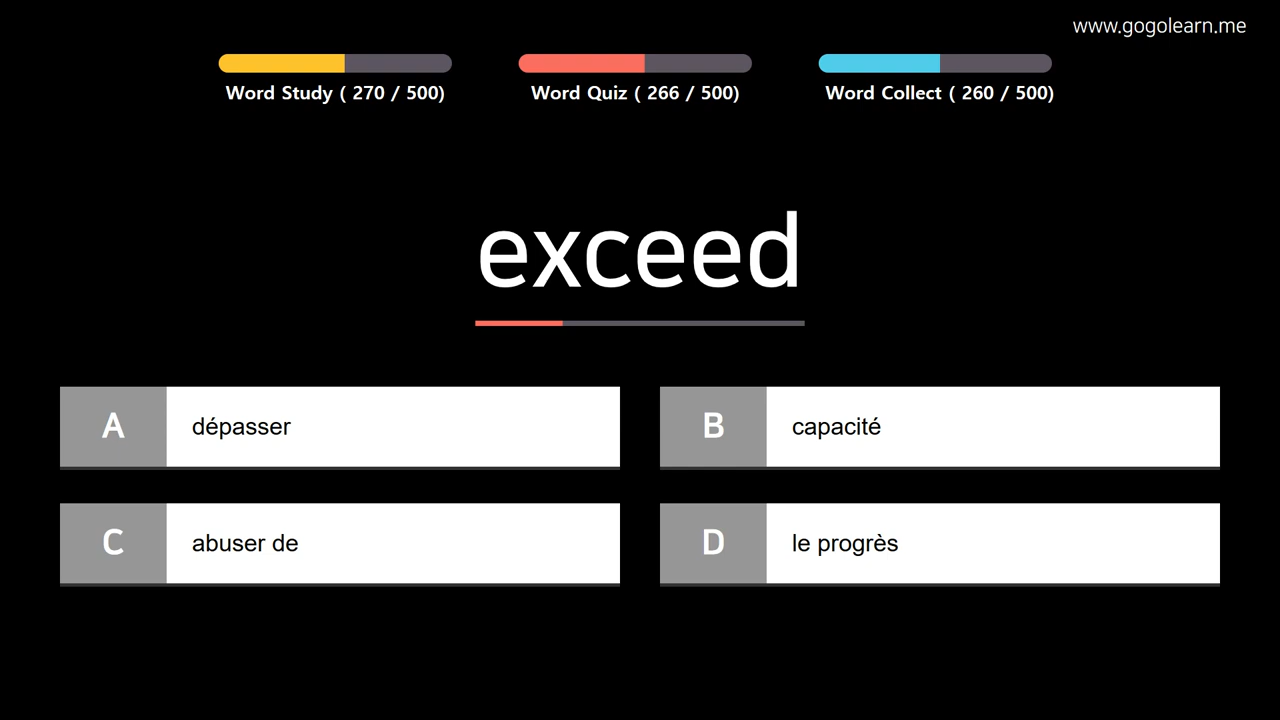 www.gogolearn.me
Word Study ( 270 / 500)
Word Quiz ( 266 / 500)
Word Collect ( 260 / 500)
exceed
A
dépasser
B
capacité
C
abuser de
D
le progrès